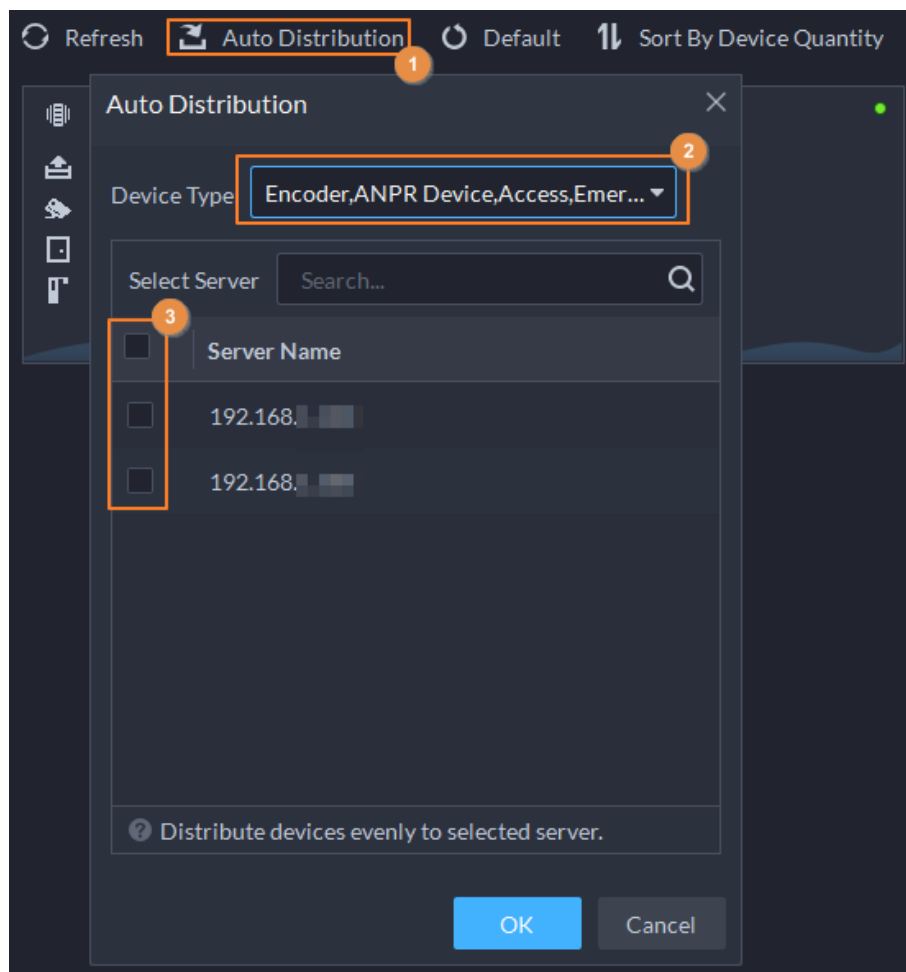 Refresh Auto Distribution Default Sort By Device Quantity
1
Auto Distribution
2
Device Type Encoder,ANPR Device,Access,Emer...
Select Server Search...
3
Server Name
192.168.
192.168.
Distribute devices evenly to selected server.
OK Cancel